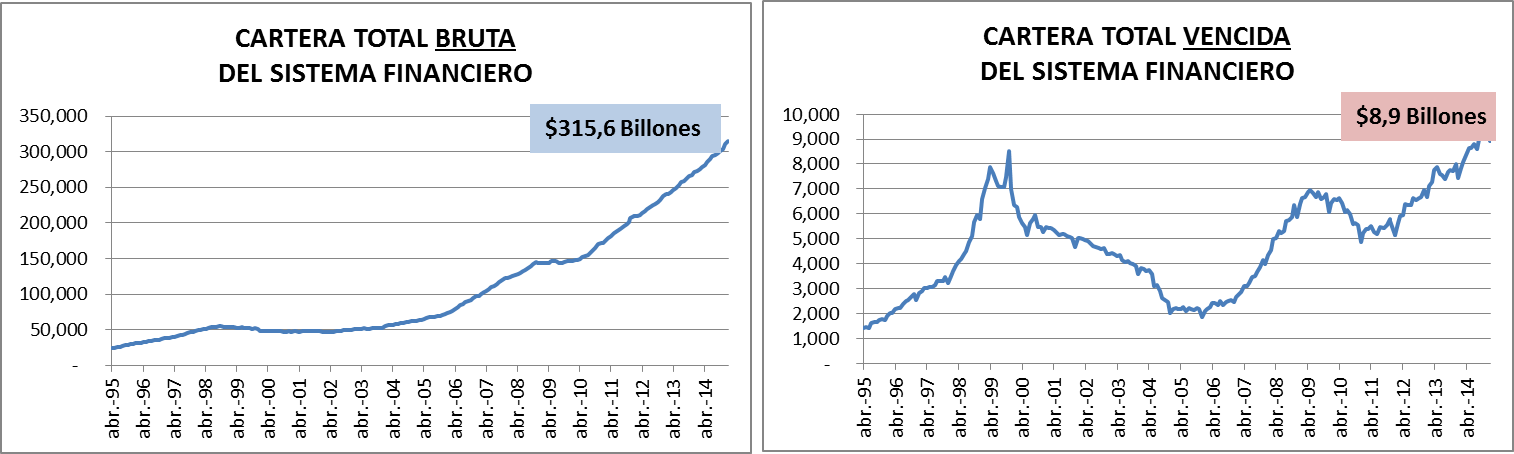 CARTERA TOTAL BRUTA
DEL SISTEMA FINANCIERO
$315,6 Billones
350,000
300,000
250,000
200,000
150,000
100,000
50,000
-
abr.-95
abr.-96
abr.-97
abr.-98
abr.-99
abr.-00
abr.-01
abr.-02
abr.-03
abr.-04
abr.-05
abr.-06
abr.-07
abr.-08
abr.-09
abr.-10
abr.-11
abr.-12
abr.-13
abr.-14
CARTERA TOTAL VENCIDA
DEL SISTEMA FINANCIERO
$8,9 Billones
10,000
9,000
8,000
7,000
6,000
5,000
4,000
3,000
2,000
1,000
-
abr.-95
abr.-96
abr.-97
abr.-98
abr.-99
abr.-00
abr.-01
abr.-02
abr.-03
abr.-04
abr.-05
abr.-06
abr.-07
abr.-08
abr.-09
abr.-10
abr.-11
abr.-12
abr.-13
abr.-14